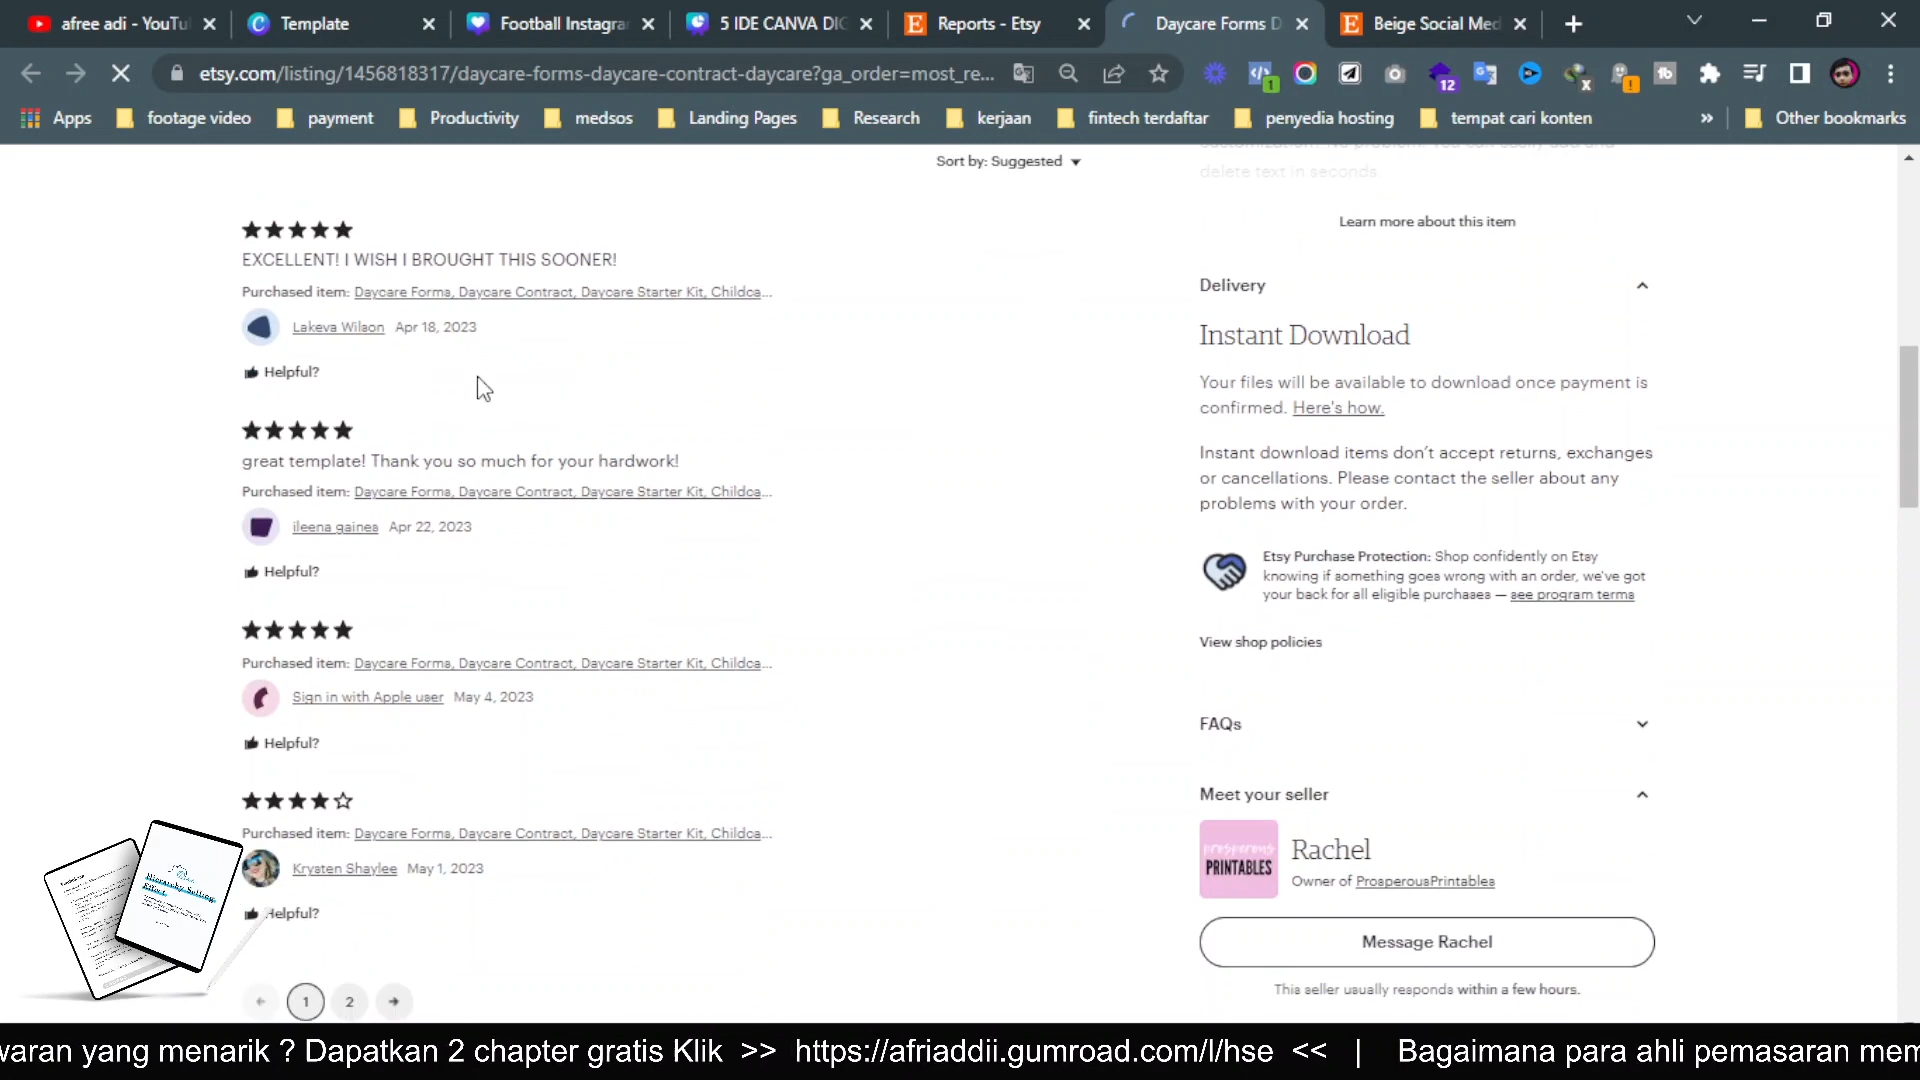 afree adi - YouTu
Template
Football Instagra
5 IDE CANVA DIG
Reports - Etsy
Daycare Forms D
Beige Social Med
etsy.com/listing/1456818317/daycare-forms-daycare-contract-daycare?ga_order=most_re...
1
12
Apps
footage video
payment
Productivity
medsos
Landing Pages
Research
kerjaan
fintech terdaftar
penyedia hosting
tempat cari konten
»
Other bookmarks
Sort by: Suggested
EXCELLENT! I WISH I BROUGHT THIS SOONER!
Purchased item: Daycare Forms, Daycare Contract, Daycare Starter Kit, Childca...
Lakeva Wilson Apr 18, 2023
Helpful?
great template! Thank you so much for your hardwork!
Purchased item: Daycare Forms, Daycare Contract, Daycare Starter Kit, Childca...
ileena gaines Apr 22, 2023
Helpful?
Purchased item: Daycare Forms, Daycare Contract, Daycare Starter Kit, Childca...
Sign in with Apple user May 4, 2023
Helpful?
Purchased item: Daycare Forms, Daycare Contract, Daycare Starter Kit, Childca...
Krysten Shaylee May 1, 2023
Helpful?
1
2
delete text in seconds
Learn more about this item
Delivery
Instant Download
Your files will be available to download once payment is
confirmed. Here's how.
Instant download items don't accept returns, exchanges
or cancellations. Please contact the seller about any
problems with your order.
Etsy Purchase Protection: Shop confidently on Etsy
knowing if something goes wrong with an order, we've got
your back for all eligible purchases — see program terms
View shop policies
FAQs
Meet your seller
prosperous
PRINTABLES
Rachel
Owner of ProsperousPrintables
Message Rachel
This seller usually responds within a few hours.
Hierarchy Selling
Effect
waran yang menarik ? Dapatkan 2 chapter gratis Klik >> https://afriaddii.gumroad.com/l/hse << | Bagaimana para ahli pemasaran mem